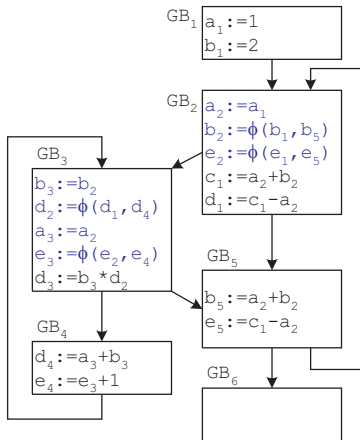 GB₁
a₁:=1
b₁:=2
GB₂
a₂:=a₁
b₂:=ϕ(b₁,b₅)
e₂:=ϕ(e₁,e₅)
c₁:=a₂+b₂
d₁:=c₁-a₂
GB₃
b₃:=b₂
d₂:=ϕ(d₁,d₄)
a₃:=a₂
e₃:=ϕ(e₂,e₄)
d₃:=b₃*d₂
GB₅
b₅:=a₂+b₂
e₅:=c₁-a₂
GB₄
d₄:=a₃+b₃
e₄:=e₃+1
GB₆